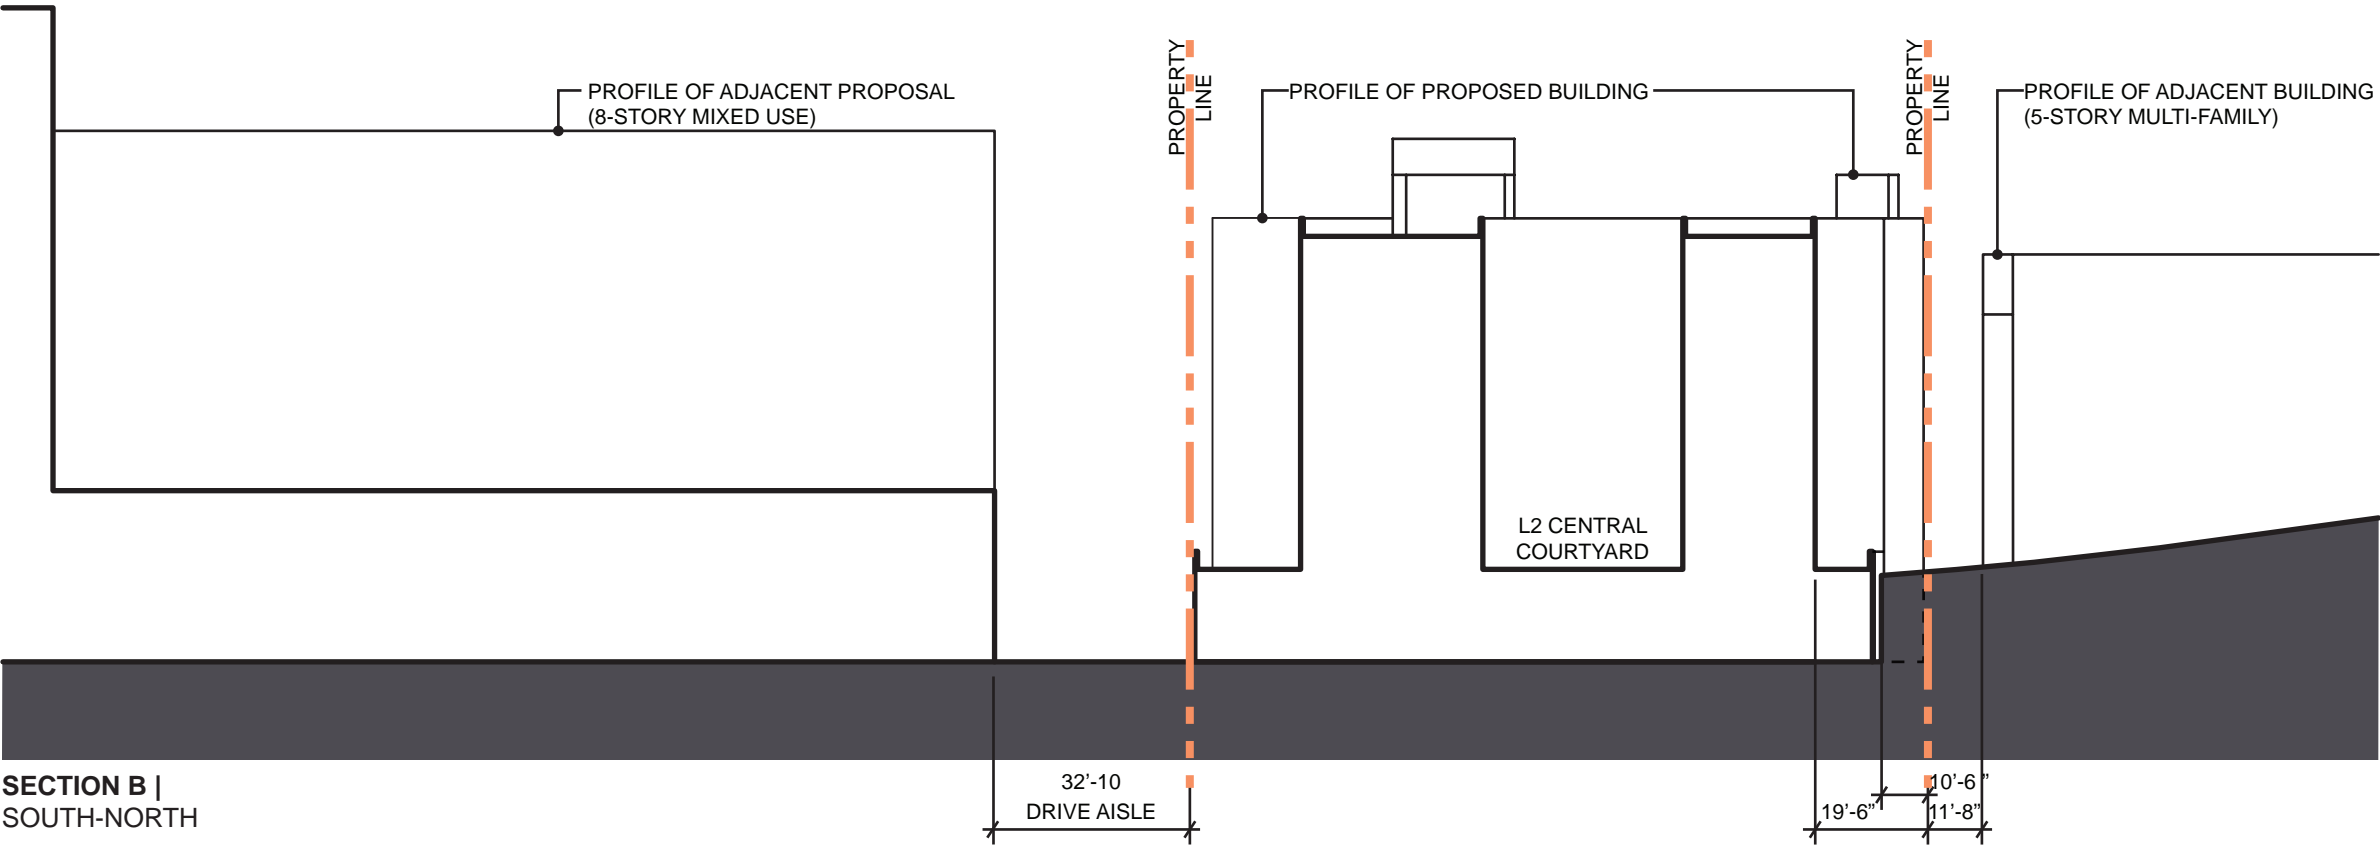 PROPERTY
LINE
PROPERTY
LINE
PROFILE OF ADJACENT PROPOSAL
(8-STORY MIXED USE)
PROFILE OF PROPOSED BUILDING
PROFILE OF ADJACENT BUILDING
(5-STORY MULTI-FAMILY)
L2 CENTRAL
COURTYARD
SECTION B |
SOUTH-NORTH
32’-10
DRIVE AISLE
10’-6”
19’-6”
11’-8”